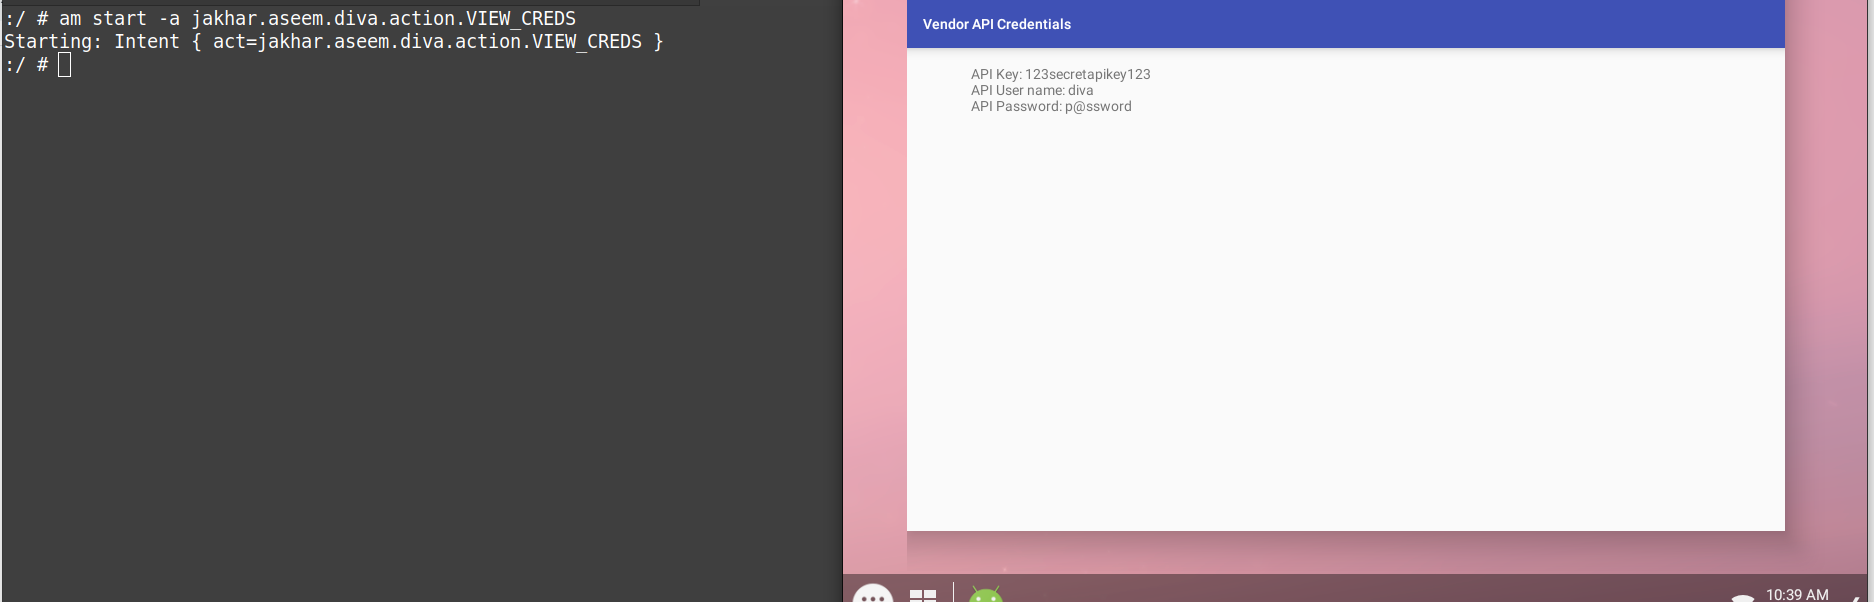 :/ # am start -a jakhar.aseem.diva.action.VIEW_CREDS
Starting: Intent { act=jakhar.aseem.diva.action.VIEW_CREDS }
:/ #
Vendor API Credentials
API Key: 123secretapikey123
API User name: diva
API Password: p@ssword
10:39 AM